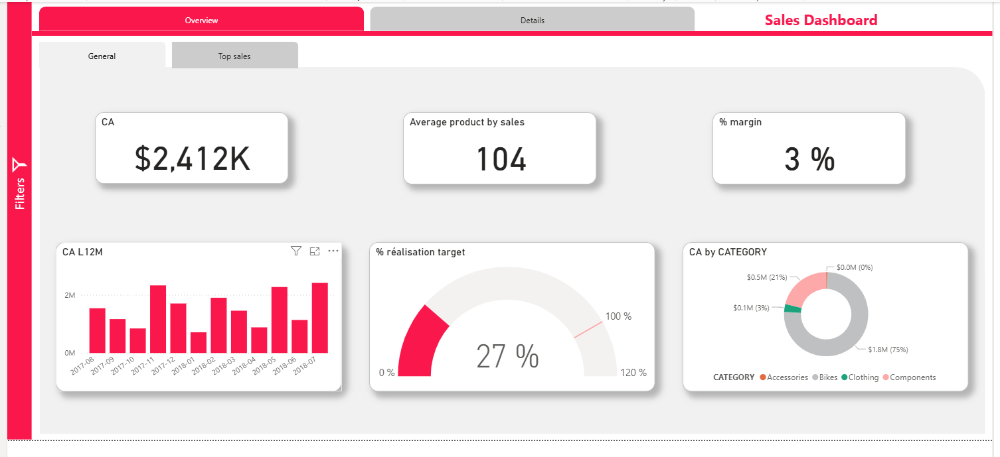 Overview
Details
Sales Dashboard
General
Top sales
Filters
CA
$2,412K
Average product by sales
104
% margin
3 %
CA L12M
2M
0M
2017-08
2017-09
2017-10
2017-11
2017-12
2018-01
2018-02
2018-03
2018-04
2018-05
2018-06
2018-07
% réalisation target
27 %
0 %
100 %
120 %
CA by CATEGORY
$0.0M (0%)
$0.5M (21%)
$0.1M (3%)
$1.8M (75%)
CATEGORY Accessories Bikes Clothing Components